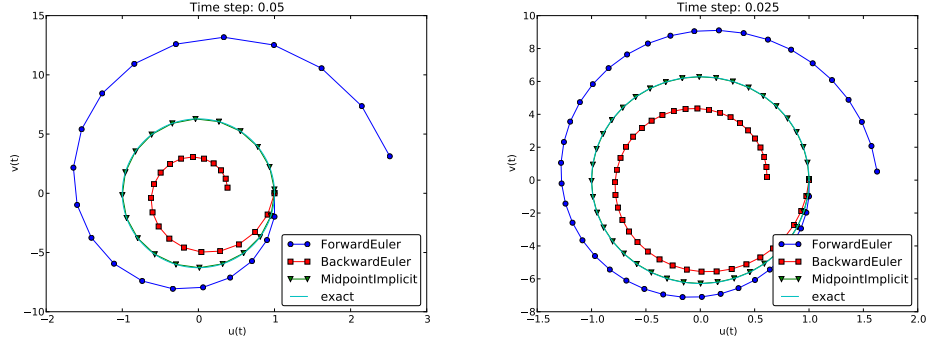 Time step: 0.05
15
10
5
0
−5
−10
v(t)
−2
−1
0
1
2
3
u(t)
ForwardEuler
BackwardEuler
MidpointImplicit
exact
Time step: 0.025
10
8
6
4
2
0
−2
−4
−6
−8
v(t)
−1.5
−1.0
−0.5
0.0
0.5
1.0
1.5
2.0
u(t)
ForwardEuler
BackwardEuler
MidpointImplicit
exact